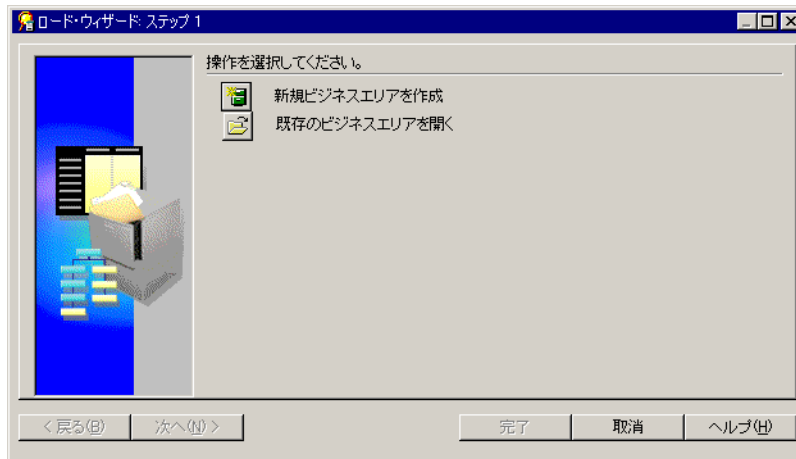 ロード・ウィザード: ステップ 1
操作を選択してください。
新規ビジネスエリアを作成
既存のビジネスエリアを開く
< 戻る(B)
次へ(N) >
完了
取消
ヘルプ(H)